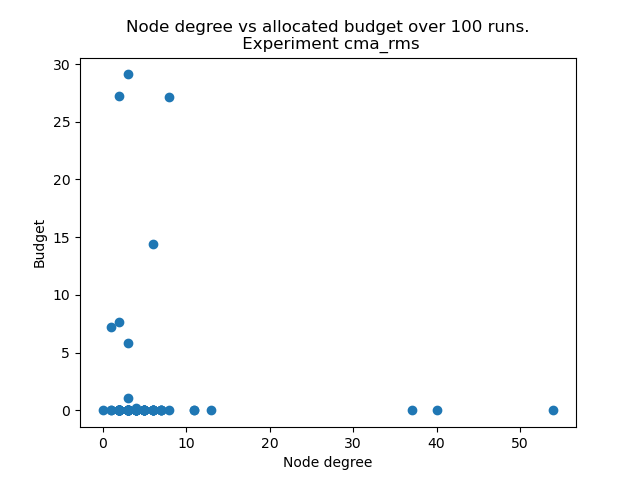 Node degree vs allocated budget over 100 runs.
Experiment cma_rms
30
25
20
15
10
5
0
Budget
0 10 20 30 40 50
Node degree